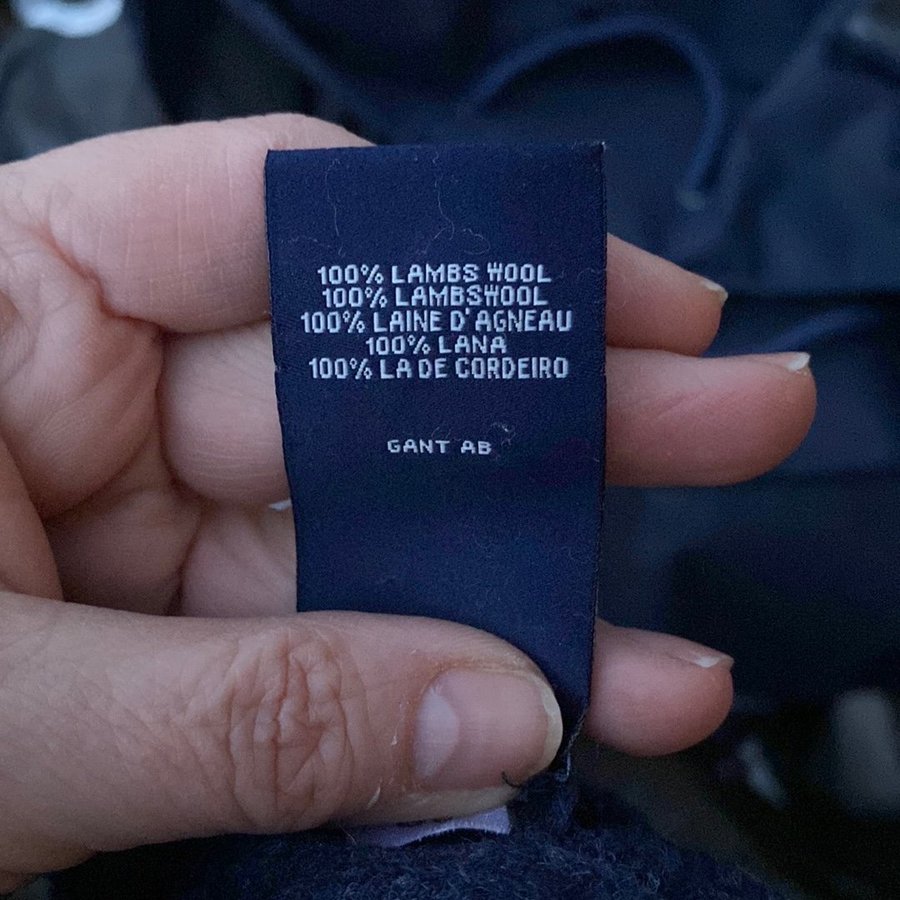 100% LAMBS WOOL
100% LAMBSWOOL
100% LAINE D'AGNEAU
100% LANA
100% LA DE CORDEIRO
GANT AB